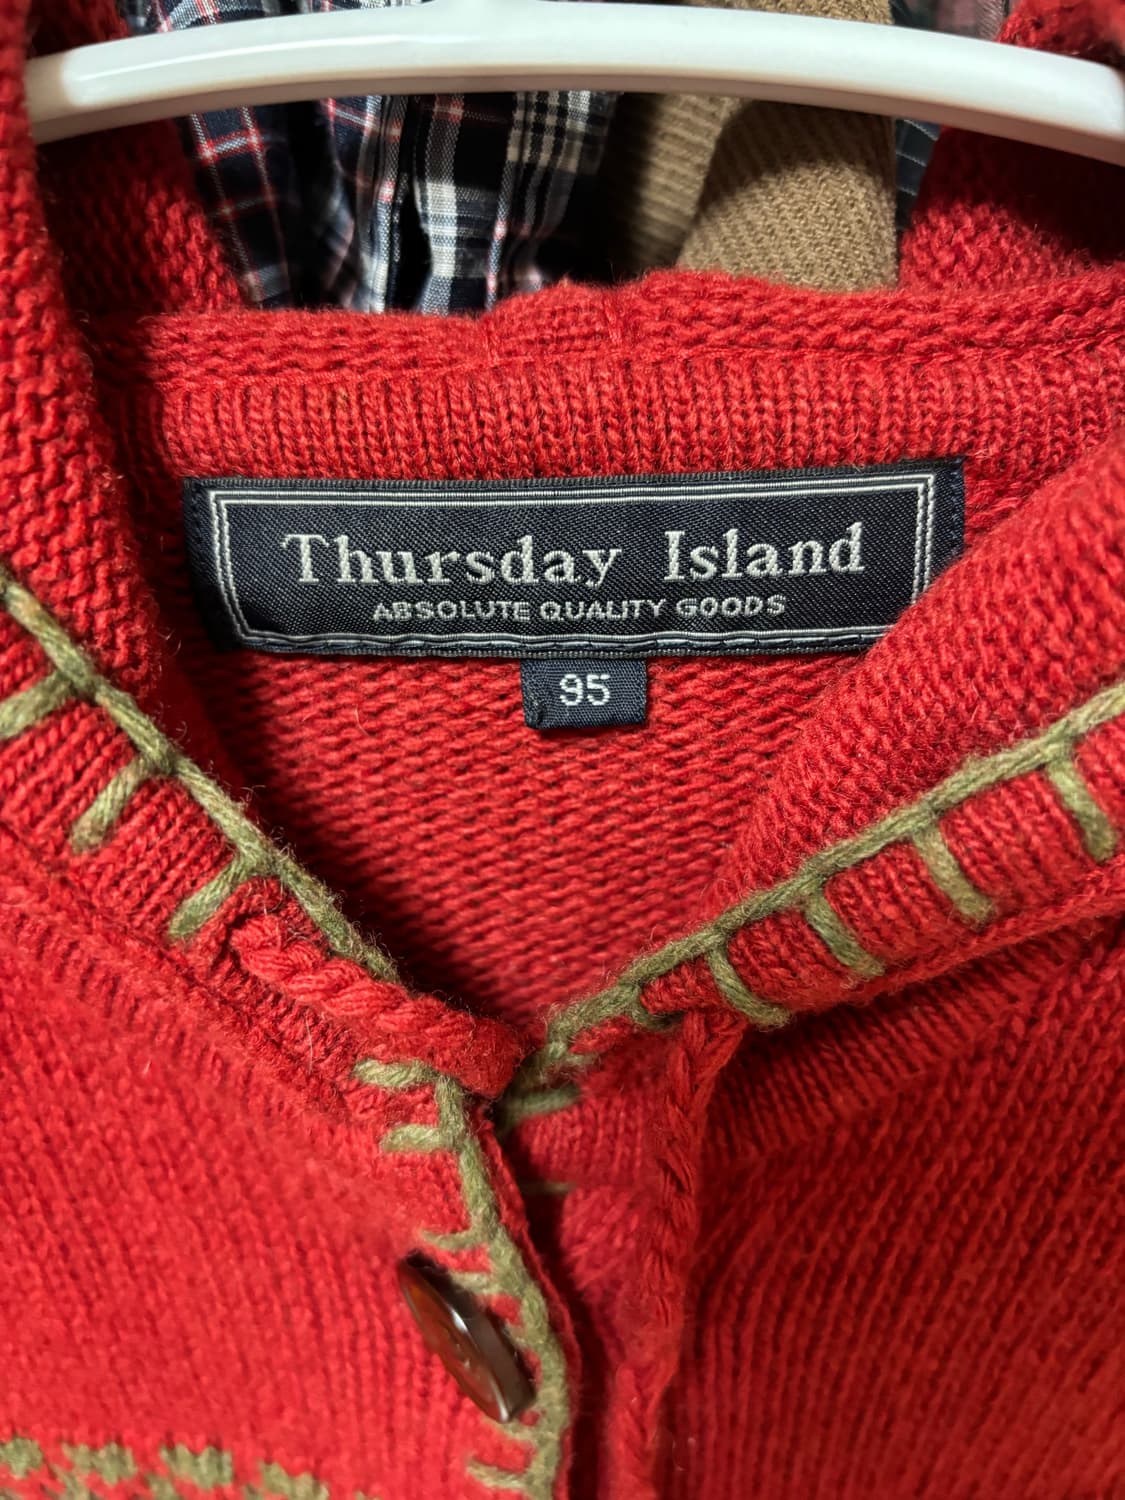 Thursday Island
ABSOLUTE QUALITY GOODS
95